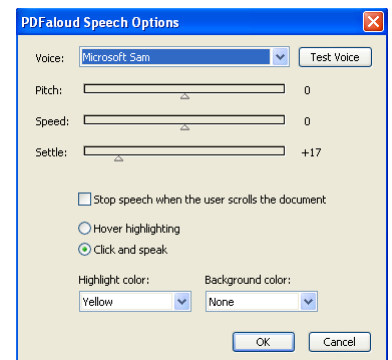 PDFaloud Speech Options
Voice: Microsoft Sam Test Voice
Pitch: 0
Speed: 0
Settle: +17
Stop speech when the user scrolls the document
Hover highlighting
Click and speak
Highlight color: Background color:
Yellow None
OK Cancel